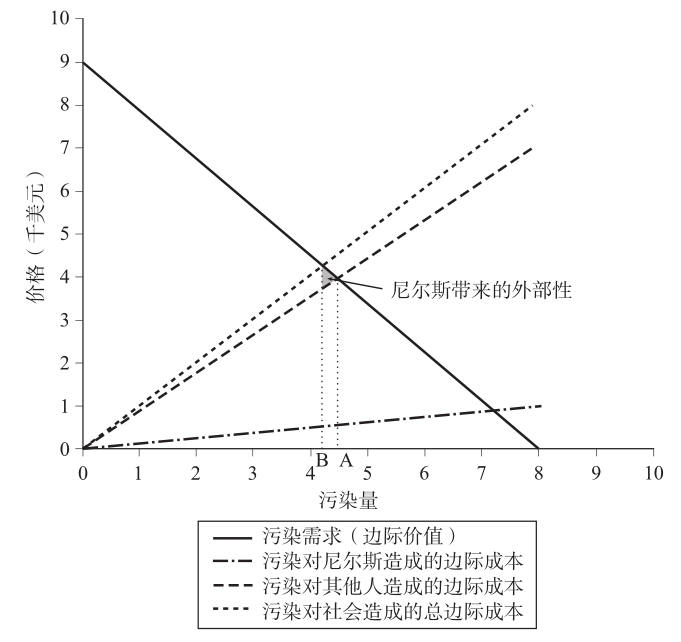 10
9
8
7
6
5
4
3
2
1
0
价格（千美元）
尼尔斯带来的外部性
0 1 2 3 4 5 6 7 8 9 10
B A
污染量
污染需求（边际价值）
污染对尼尔斯造成的边际成本
污染对其他人造成的边际成本
污染对社会造成的总边际成本